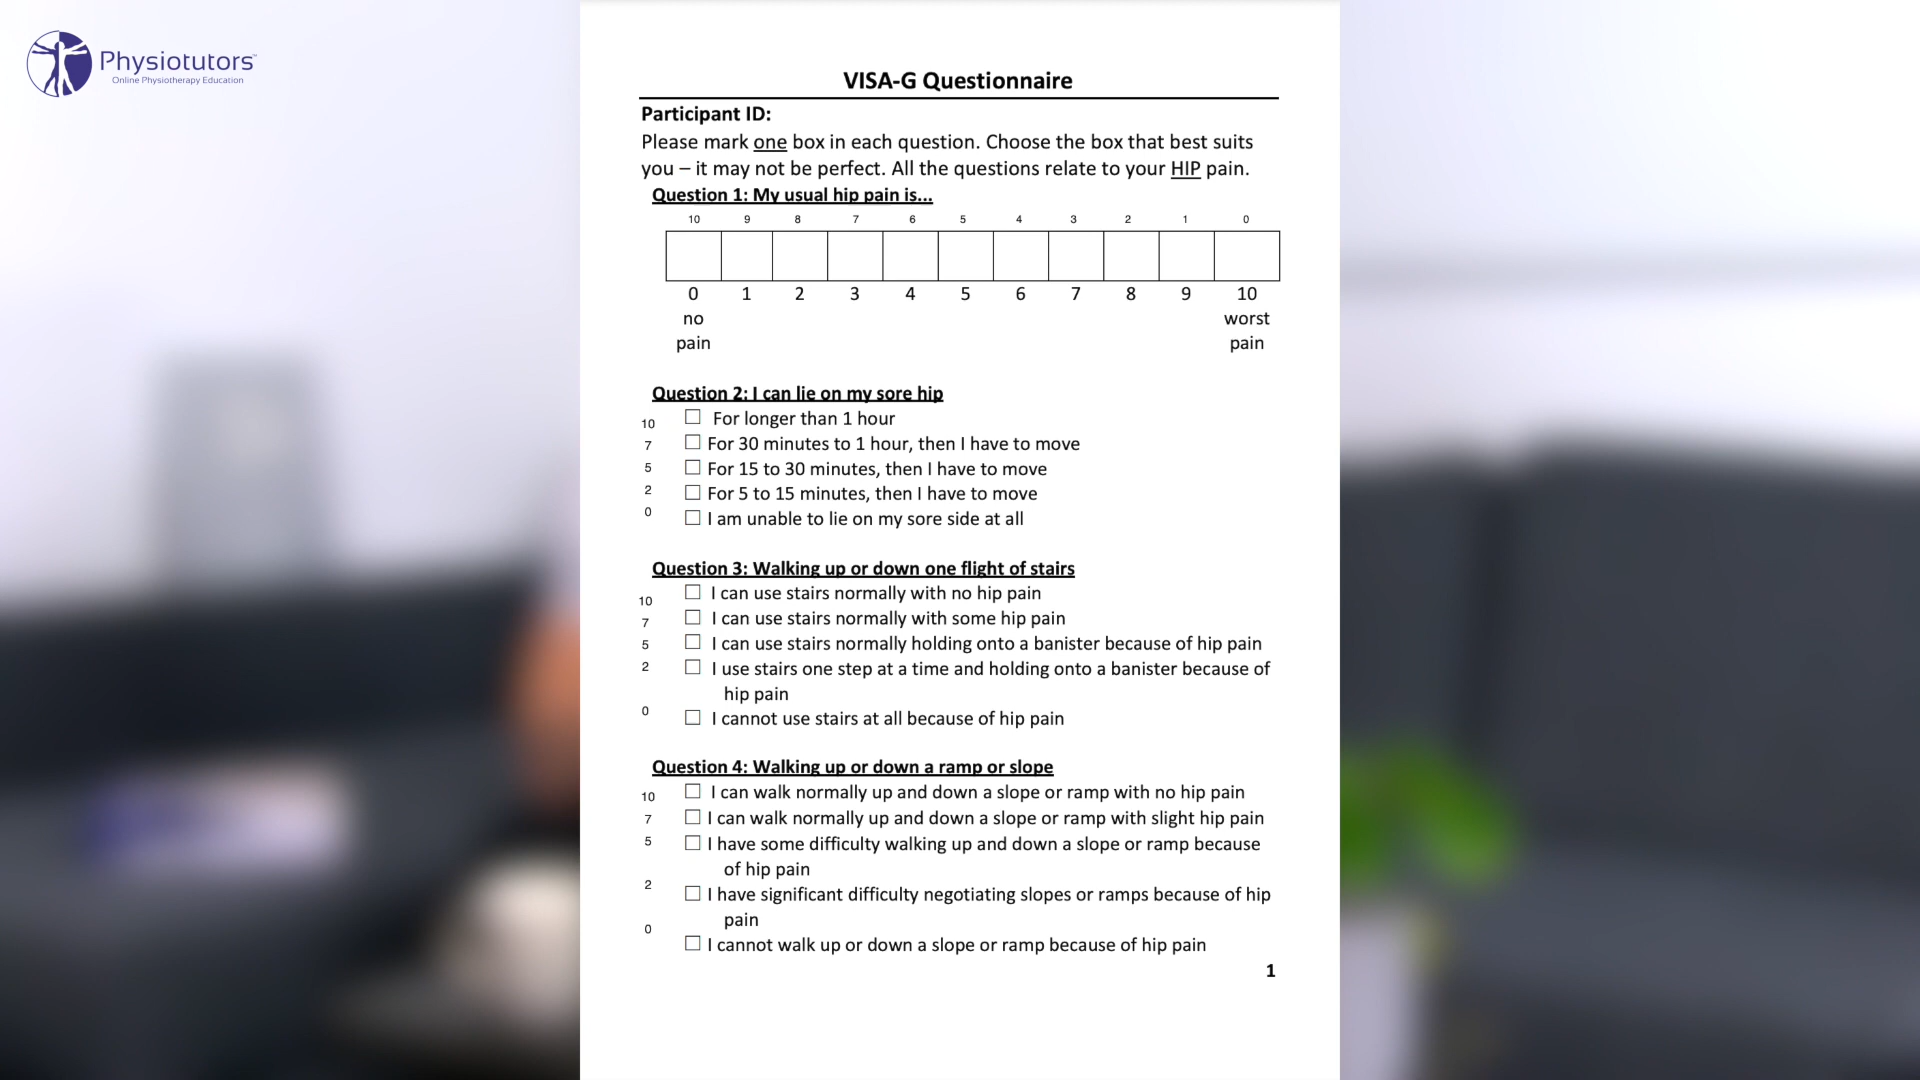 Physiotutors™
Online Physiotherapy Education
VISA-G Questionnaire
Participant ID:
Please mark one box in each question. Choose the box that best suits
you – it may not be perfect. All the questions relate to your HIP pain.
Question 1: My usual hip pain is...
10 9 8 7 6 5 4 3 2 1 0
0 1 2 3 4 5 6 7 8 9 10
no worst
pain pain
Question 2: I can lie on my sore hip
10 ☐ For longer than 1 hour
7 ☐ For 30 minutes to 1 hour, then I have to move
5 ☐ For 15 to 30 minutes, then I have to move
2 ☐ For 5 to 15 minutes, then I have to move
0 ☐ I am unable to lie on my sore side at all
Question 3: Walking up or down one flight of stairs
10 ☐ I can use stairs normally with no hip pain
7 ☐ I can use stairs normally with some hip pain
5 ☐ I can use stairs normally holding onto a banister because of hip pain
2 ☐ I use stairs one step at a time and holding onto a banister because of
hip pain
0 ☐ I cannot use stairs at all because of hip pain
Question 4: Walking up or down a ramp or slope
10 ☐ I can walk normally up and down a slope or ramp with no hip pain
7 ☐ I can walk normally up and down a slope or ramp with slight hip pain
5 ☐ I have some difficulty walking up and down a slope or ramp because
of hip pain
2 ☐ I have significant difficulty negotiating slopes or ramps because of hip
pain
0 ☐ I cannot walk up or down a slope or ramp because of hip pain
1